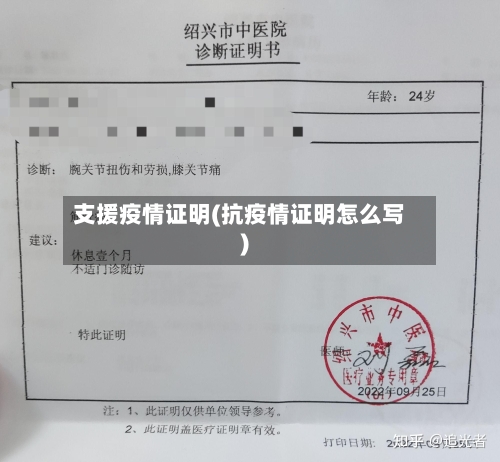 绍兴市中医院
诊断证明书
年龄： 24岁
诊断： 腕关节扭伤和劳损,膝关节痛
支援疫情证明(抗疫情证明怎么写
)
建议：
休息壹个月
不适门诊随访
特此证明
绍兴市中医院
医师：
医疗业务专用章
(01)
2022年09月25日
注：1、此证明仅供单位领导参考。
2、此证明盖医疗证明章有效。
打印日期：
知乎 @追光者